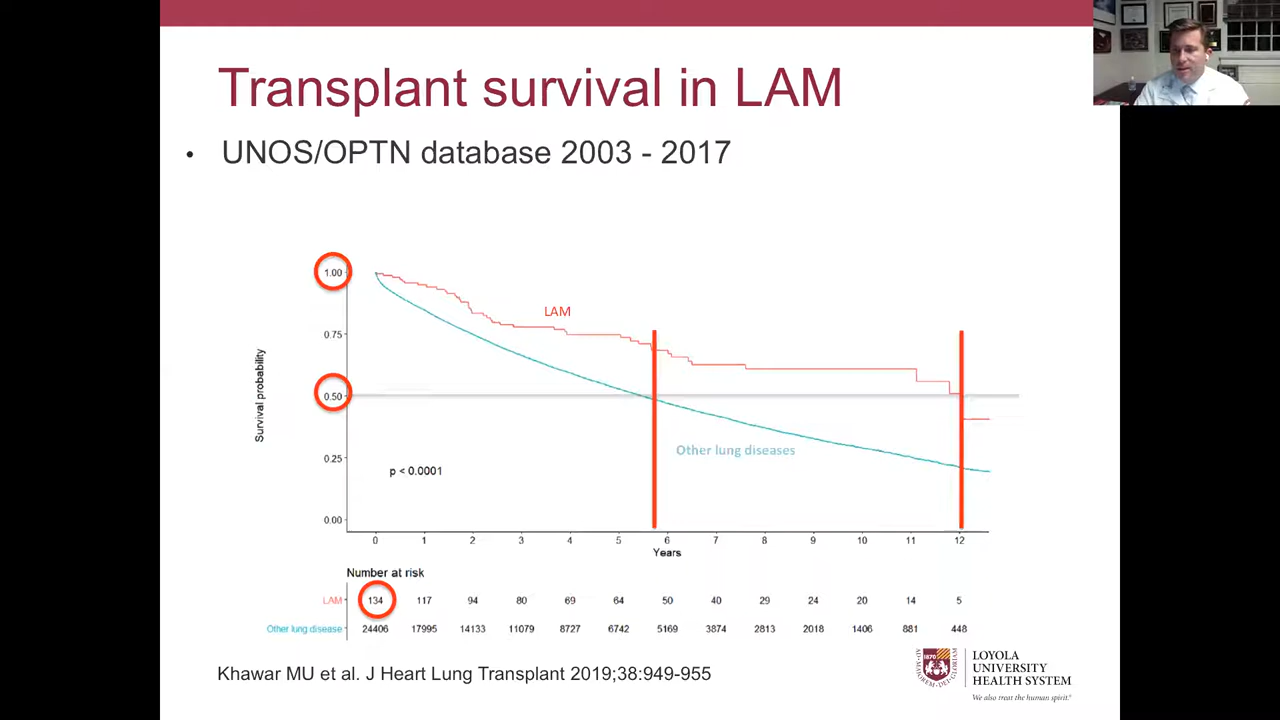 Transplant survival in LAM
• UNOS/OPTN database 2003 - 2017
1.00
0.75
0.50
0.25
0.00
Survival probability
LAM
Other lung diseases
p < 0.0001
0 1 2 3 4 5 6 7 8 9 10 11 12
Years
Number at risk
LAM 134 117 94 80 69 64 50 40 29 24 20 14 5
Other lung disease 24406 17995 14133 11079 8727 6742 5169 3874 2813 2018 1406 881 448
Khawar MU et al. J Heart Lung Transplant 2019;38:949-955
1870
LOYOLA
UNIVERSITY
HEALTH SYSTEM
We also treat the human spirit.®